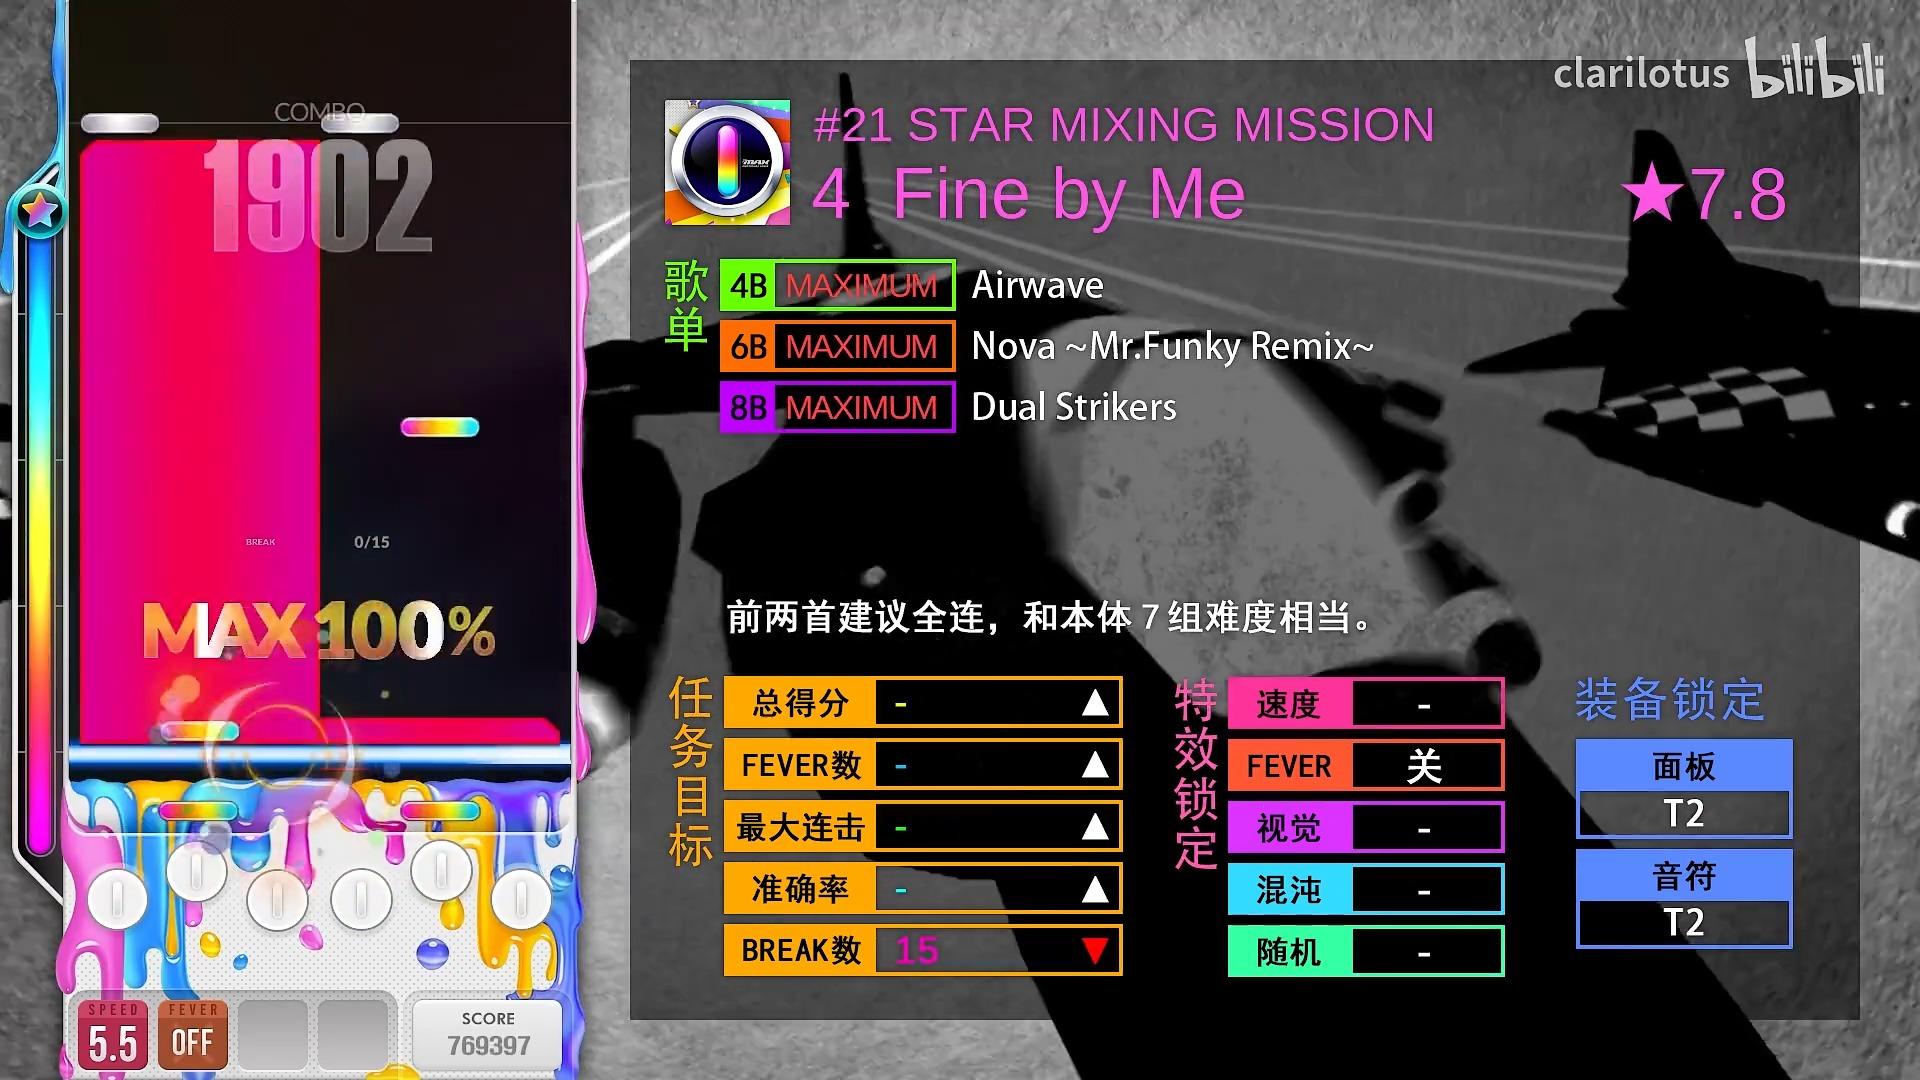 clarilotus bilibili
COMBO
1902
BREAK 0/15
MAX 100%
SPEED
5.5
FEVER
OFF
SCORE
769397
#21 STAR MIXING MISSION
4 Fine by Me
★7.8
歌单
4B MAXIMUM Airwave
6B MAXIMUM Nova ~Mr.Funky Remix~
8B MAXIMUM Dual Strikers
前两首建议全连，和本体7组难度相当。
任务目标
总得分 - ▲
FEVER数 - ▲
最大连击 - ▲
准确率 - ▲
BREAK数 15 ▼
特效锁定
速度 -
FEVER 关
视觉 -
混沌 -
随机 -
装备锁定
面板
T2
音符
T2